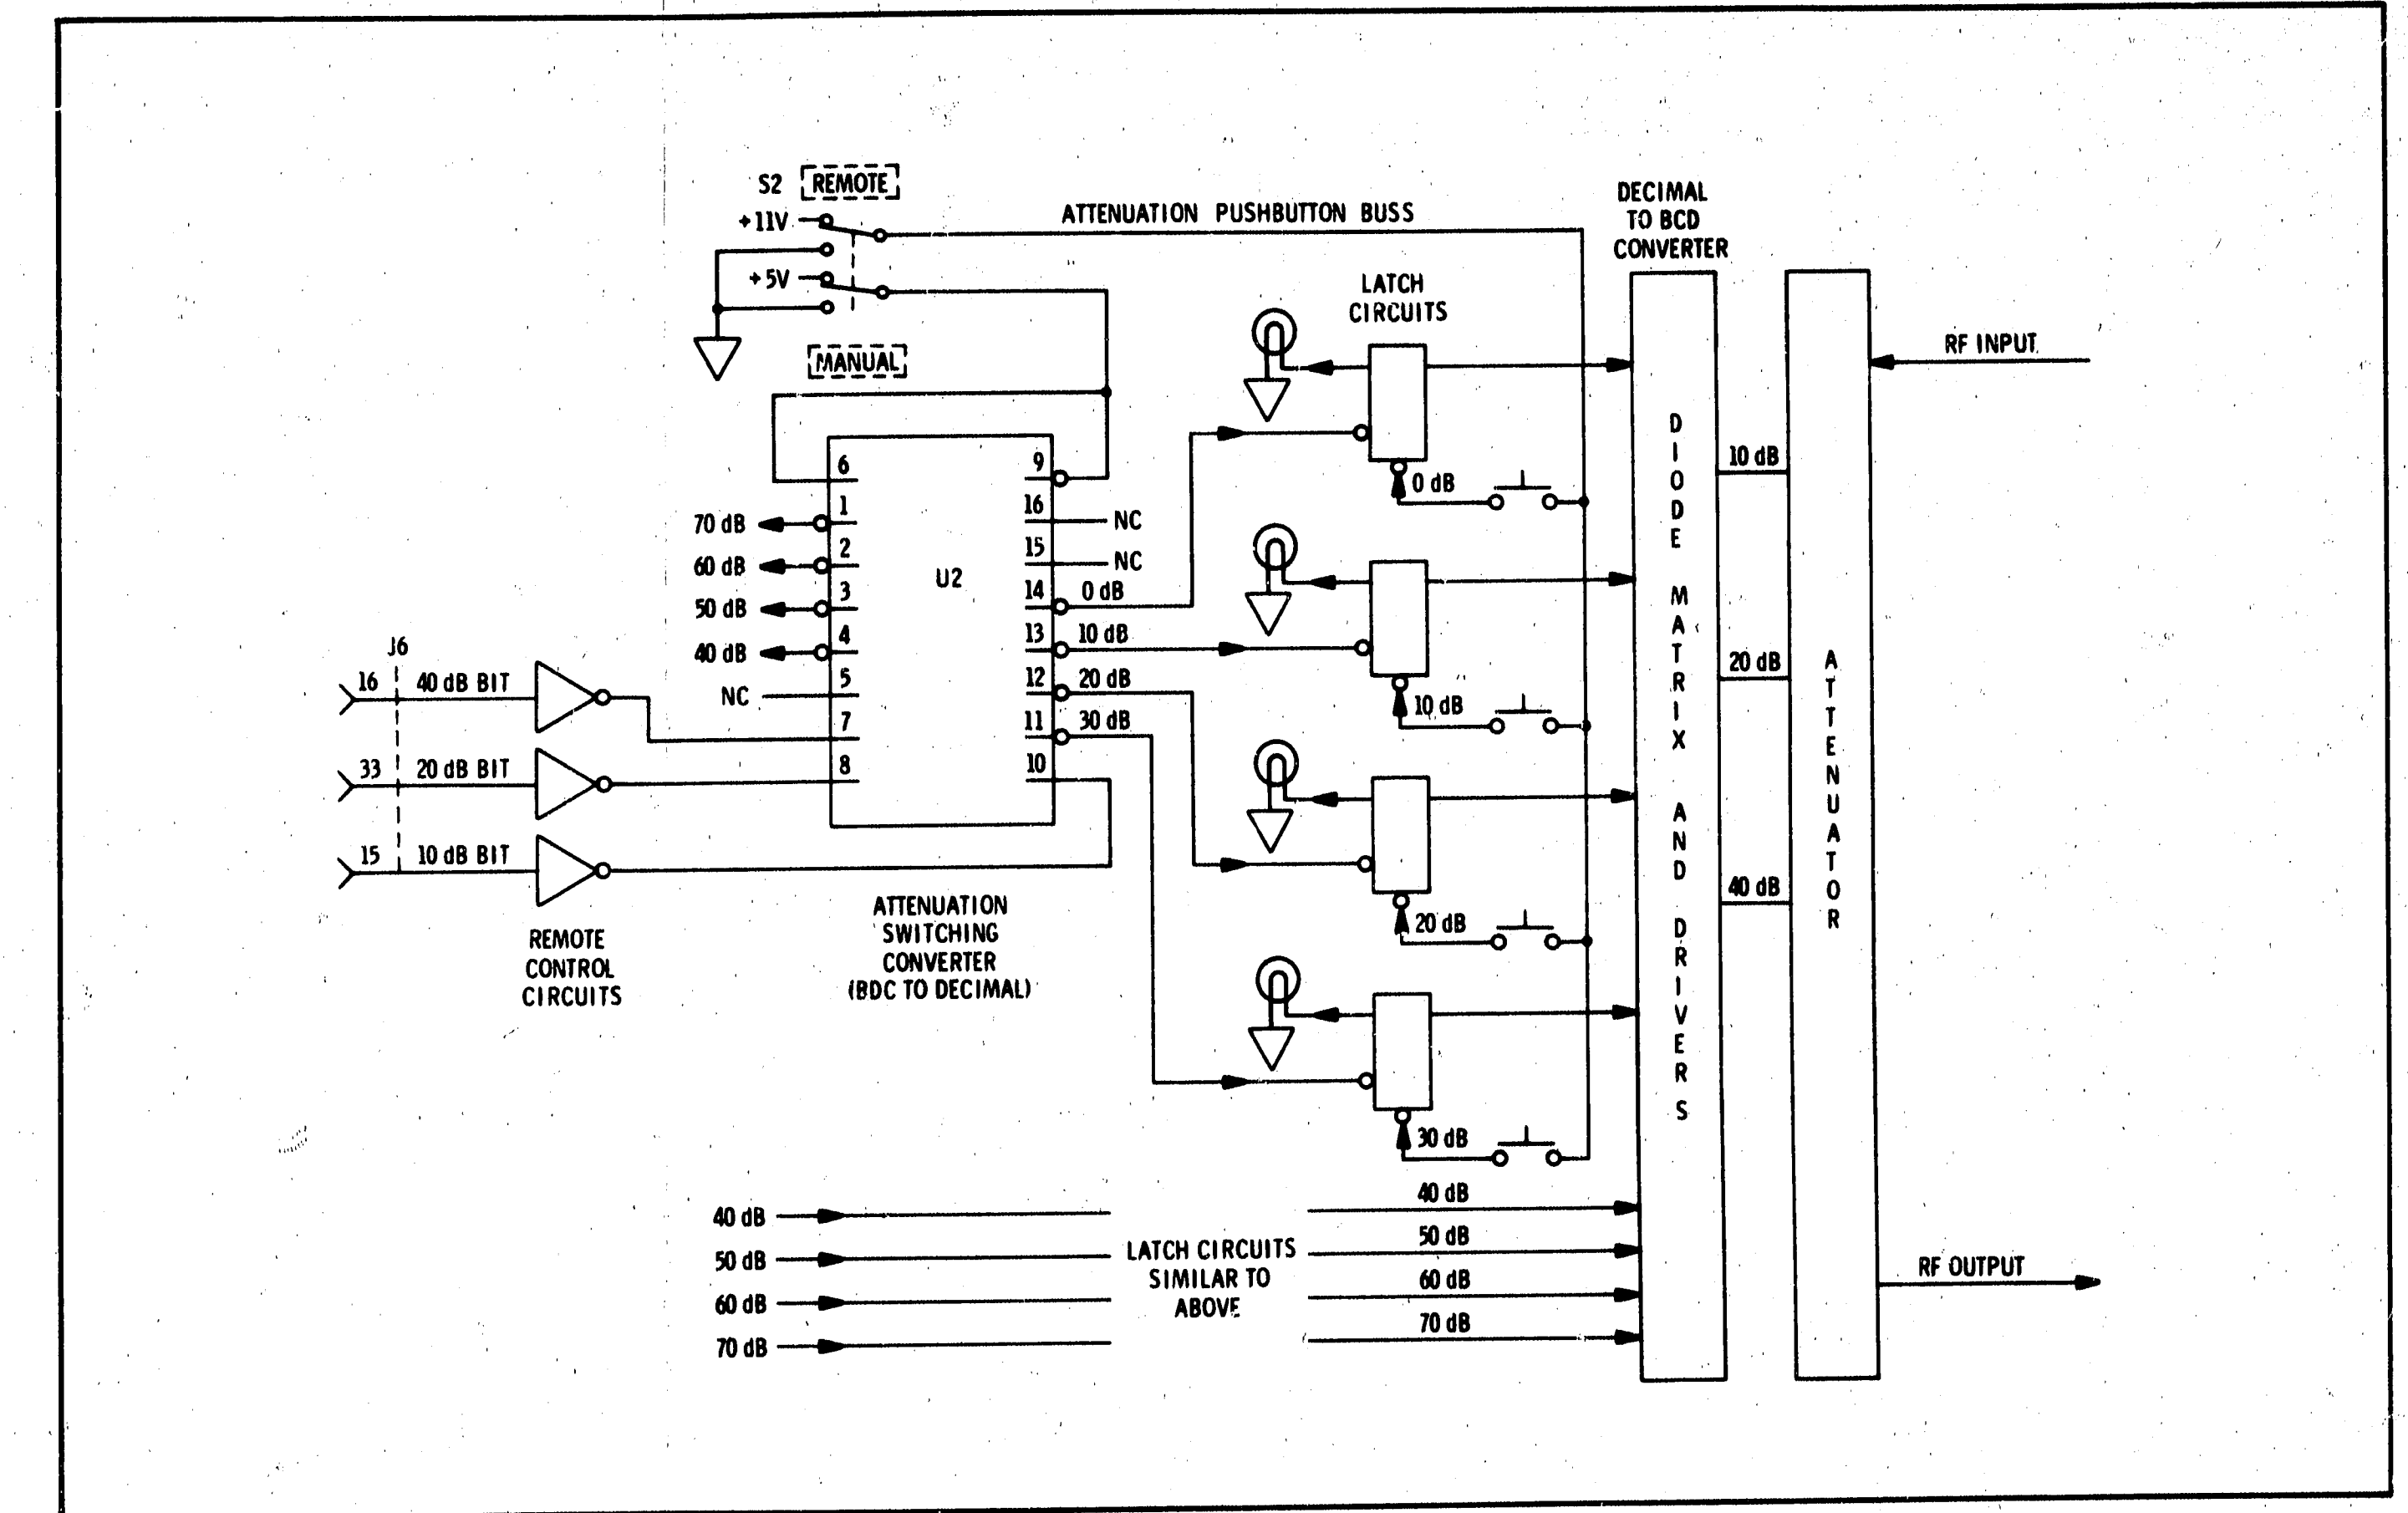 S2 REMOTE
+11V
+5V
MANUAL
ATTENUATION PUSHBUTTON BUSS
DECIMAL
TO BCD
CONVERTER
LATCH
CIRCUITS
RF INPUT
6
1
2
3
4
5
7
8
9
16
15
14
13
12
11
10
U2
70 dB
60 dB
50 dB
40 dB
NC
NC
NC
0 dB
10 dB
20 dB
30 dB
J6
16 40 dB BIT
33 20 dB BIT
15 10 dB BIT
REMOTE
CONTROL
CIRCUITS
ATTENUATION
SWITCHING
CONVERTER
(BDC TO DECIMAL)
0 dB
10 dB
20 dB
30 dB
DIODE MATRIX AND DRIVERS
10 dB
20 dB
40 dB
ATTENUATOR
40 dB
50 dB
60 dB
70 dB
LATCH CIRCUITS
SIMILAR TO
ABOVE
40 dB
50 dB
60 dB
70 dB
RF OUTPUT